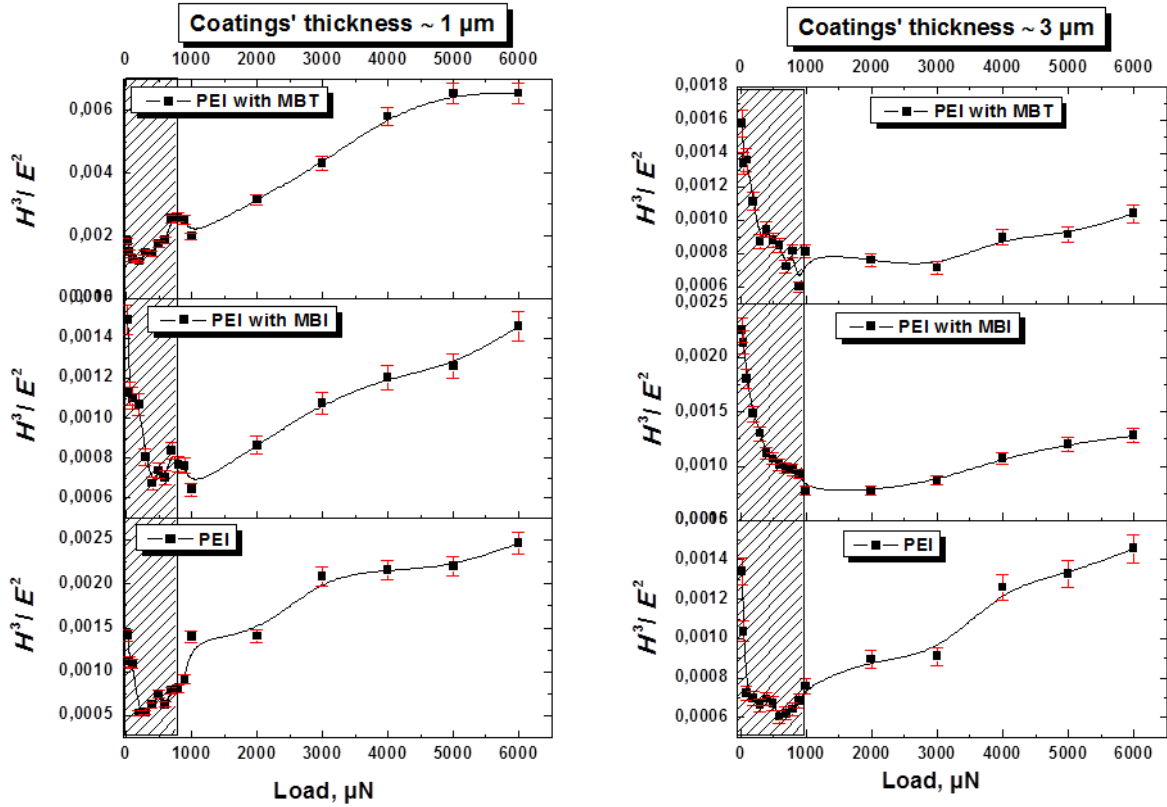 Coatings' thickness ~ 1 µm
0 1000 2000 3000 4000 5000 6000
PEI with MBT
0,006
0,004
0,002
H³/ E²
PEI with MBI
0,0014
0,0012
0,0010
0,0008
0,0006
H³/ E²
PEI
0,0025
0,0020
0,0015
0,0010
0,0005
H³/ E²
0 1000 2000 3000 4000 5000 6000
Load, µN
Coatings' thickness ~ 3 µm
0 1000 2000 3000 4000 5000 6000
0,0018
PEI with MBT
0,0016
0,0014
0,0012
0,0010
0,0008
0,0006
H³/ E²
0,0025
PEI with MBI
0,0020
0,0015
0,0010
H³/ E²
PEI
0,0014
0,0012
0,0010
0,0008
0,0006
H³/ E²
0 1000 2000 3000 4000 5000 6000
Load, µN